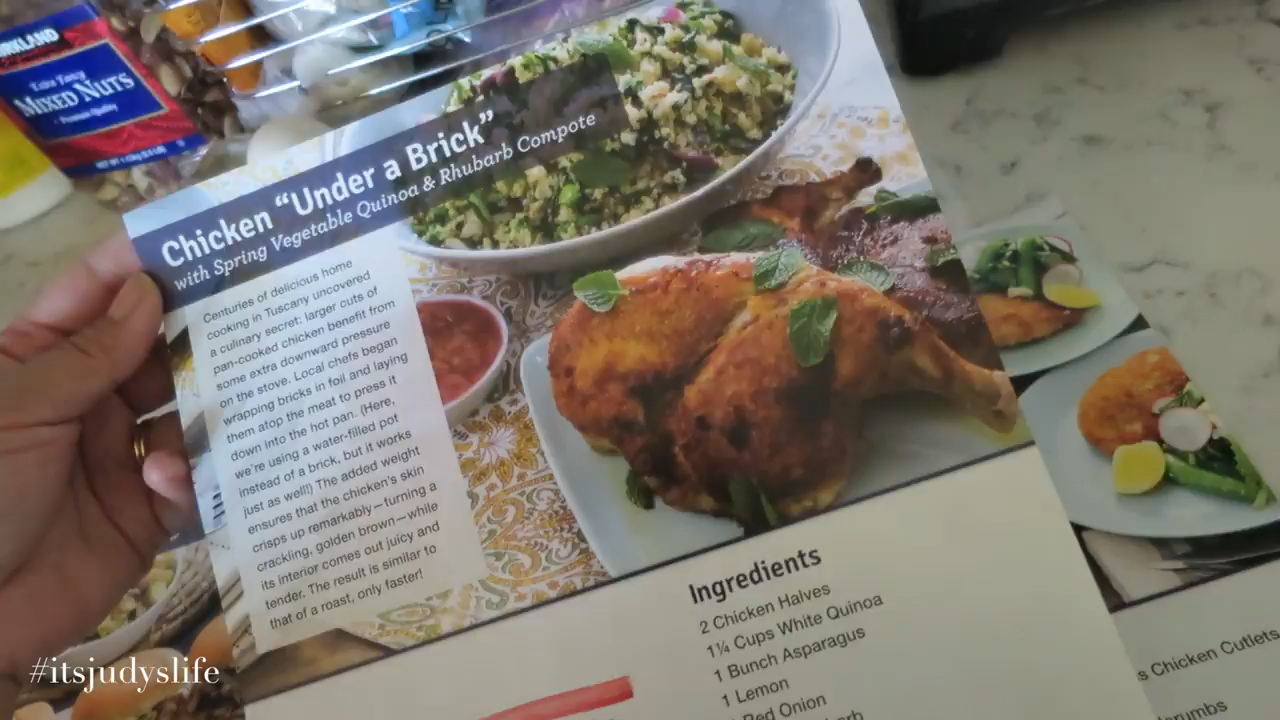 KIRKLAND
Extra Fancy
MIXED NUTS
Premium Quality
Chicken "Under a Brick"
with Spring Vegetable Quinoa & Rhubarb Compote
Centuries of delicious home
cooking in Tuscany uncovered
a culinary secret: larger cuts of
pan-cooked chicken benefit from
some extra downward pressure
on the stove. Local chefs began
wrapping bricks in foil and laying
them atop the meat to press it
down into the hot pan. (Here,
we're using a water-filled pot
instead of a brick, but it works
just as well!) The added weight
ensures that the chicken's skin
crisps up remarkably—turning a
crackling, golden brown—while
its interior comes out juicy and
tender. The result is similar to
that of a roast, only faster!
Ingredients
2 Chicken Halves
1¼ Cups White Quinoa
1 Bunch Asparagus
1 Lemon
Red Onion
Chicken Cutlets
#itsjudyslife